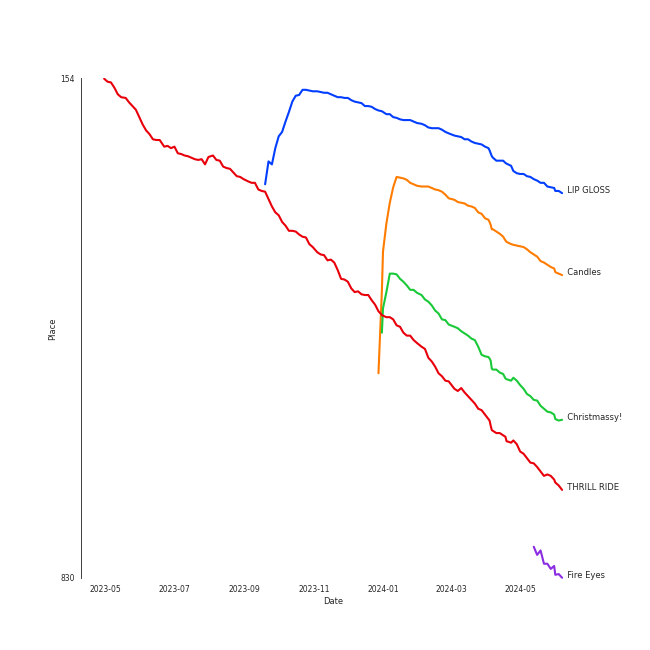 154
LIP GLOSS
Candles
Place
Christmassy!
THRILL RIDE
Fire Eyes
830
2023-05 2023-07 2023-09 2023-11 2024-01 2024-03 2024-05
Date